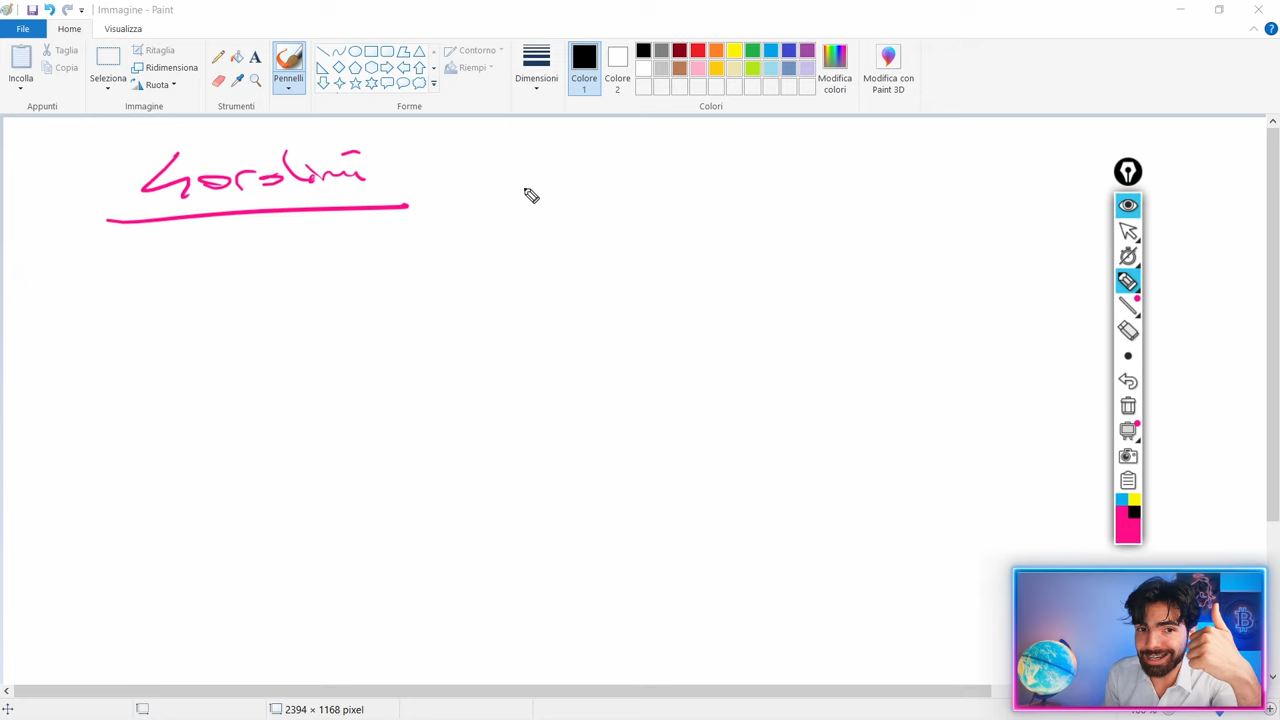 Immagine - Paint
File
Home
Visualizza
Incolla
Taglia
Copia
Appunti
Seleziona
Ritaglia
Ridimensiona
Ruota
Immagine
Strumenti
Pennelli
Forme
Contorno
Riempi
Dimensioni
Colore 1
Colore 2
Colori
Modifica colori
Modifica con Paint 3D
2394 × 1168 pixel